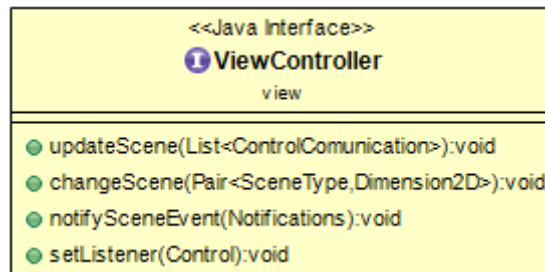 <<Java Interface>>
I ViewController
view
updateScene(List<ControlComunication>):void
changeScene(Pair<SceneType,Dimension2D>):void
notifySceneEvent(Notifications):void
setListener(Control):void